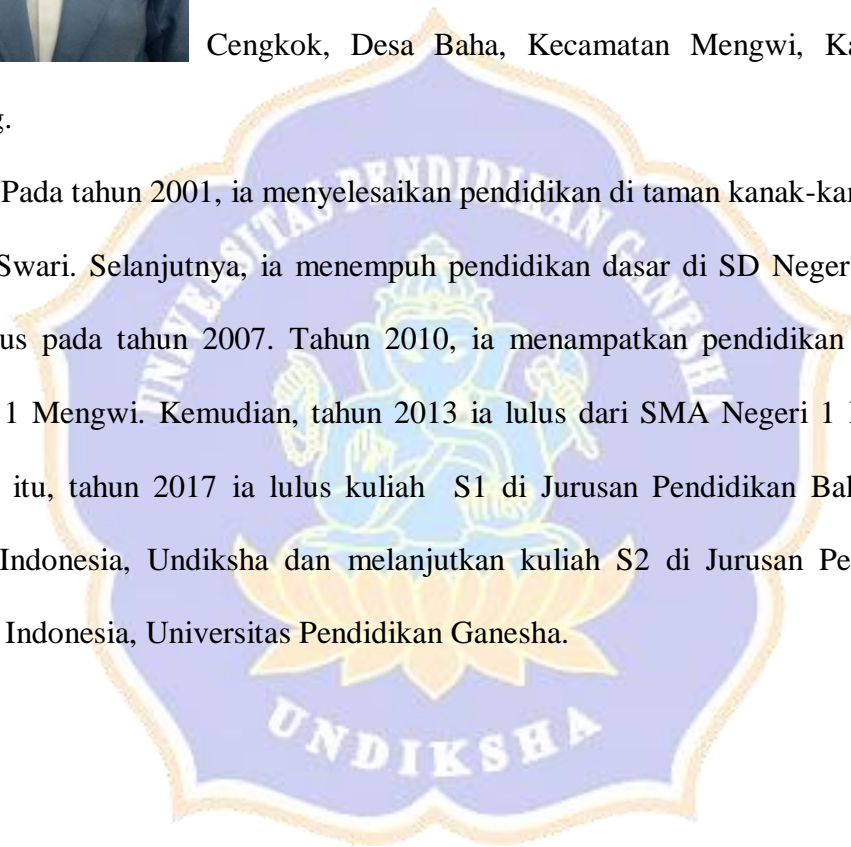 Cengkok, Desa Baha, Kecamatan Mengwi, Ka
g.
Pada tahun 2001, ia menyelesaikan pendidikan di taman kanak-kan
Swari. Selanjutnya, ia menempuh pendidikan dasar di SD Neger
us pada tahun 2007. Tahun 2010, ia menampatkan pendidikan
1 Mengwi. Kemudian, tahun 2013 ia lulus dari SMA Negeri 1
itu, tahun 2017 ia lulus kuliah S1 di Jurusan Pendidikan Bah
Indonesia, Undiksha dan melanjutkan kuliah S2 di Jurusan Pe
Indonesia, Universitas Pendidikan Ganesha.
UNIVERSITAS PENDIDIKAN GANESHA
UNDIKSHA